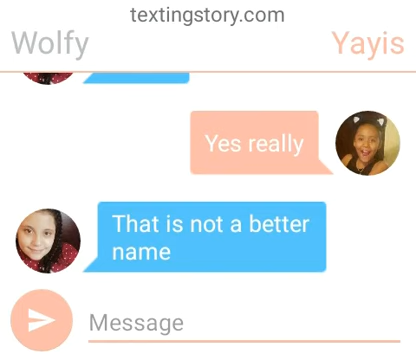 textingstory.com
Wolfy
Yayis
Yes really
That is not a better
name
Message